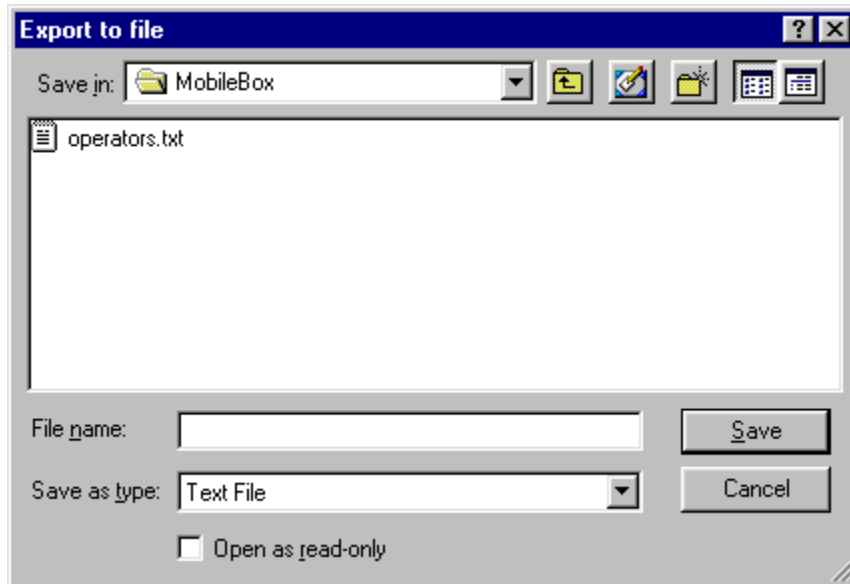 Export to file
Save in: MobileBox
operators.txt
File name: Save
Save as type: Text File Cancel
Open as read-only